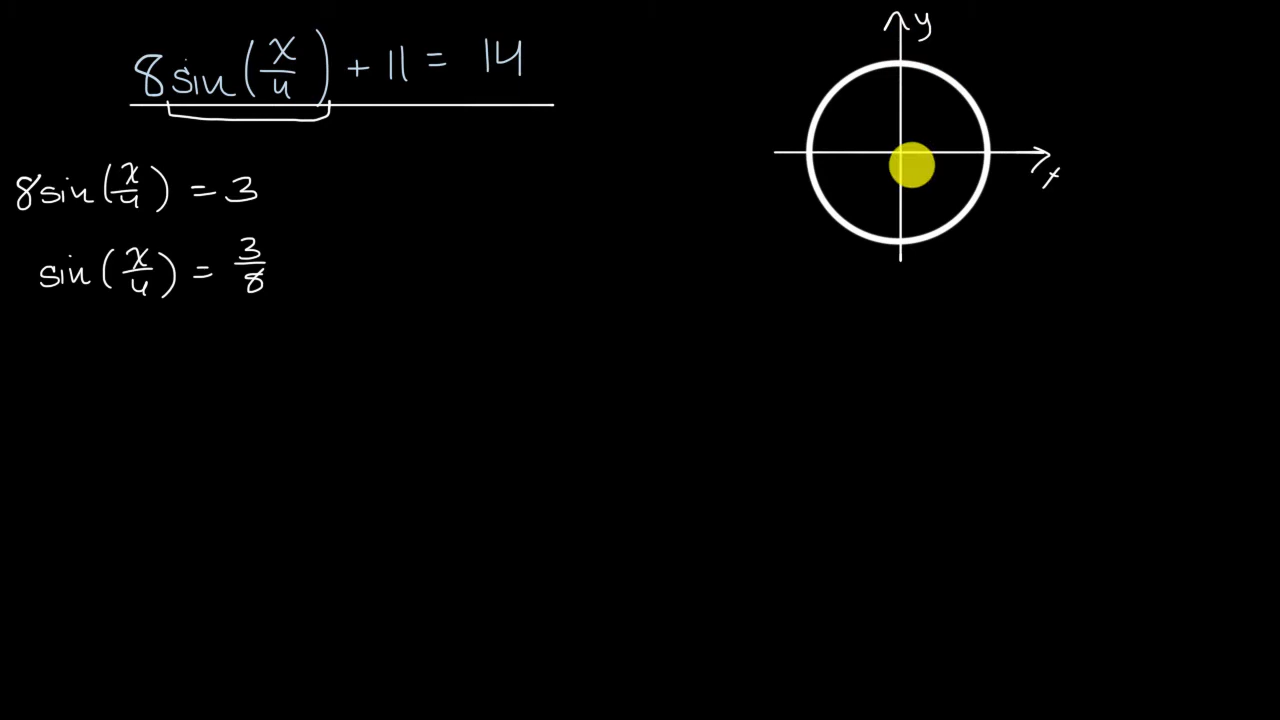 8sin(x/4) + 11 = 14
8sin(x/4) = 3
sin(x/4) = 3/8
y
x